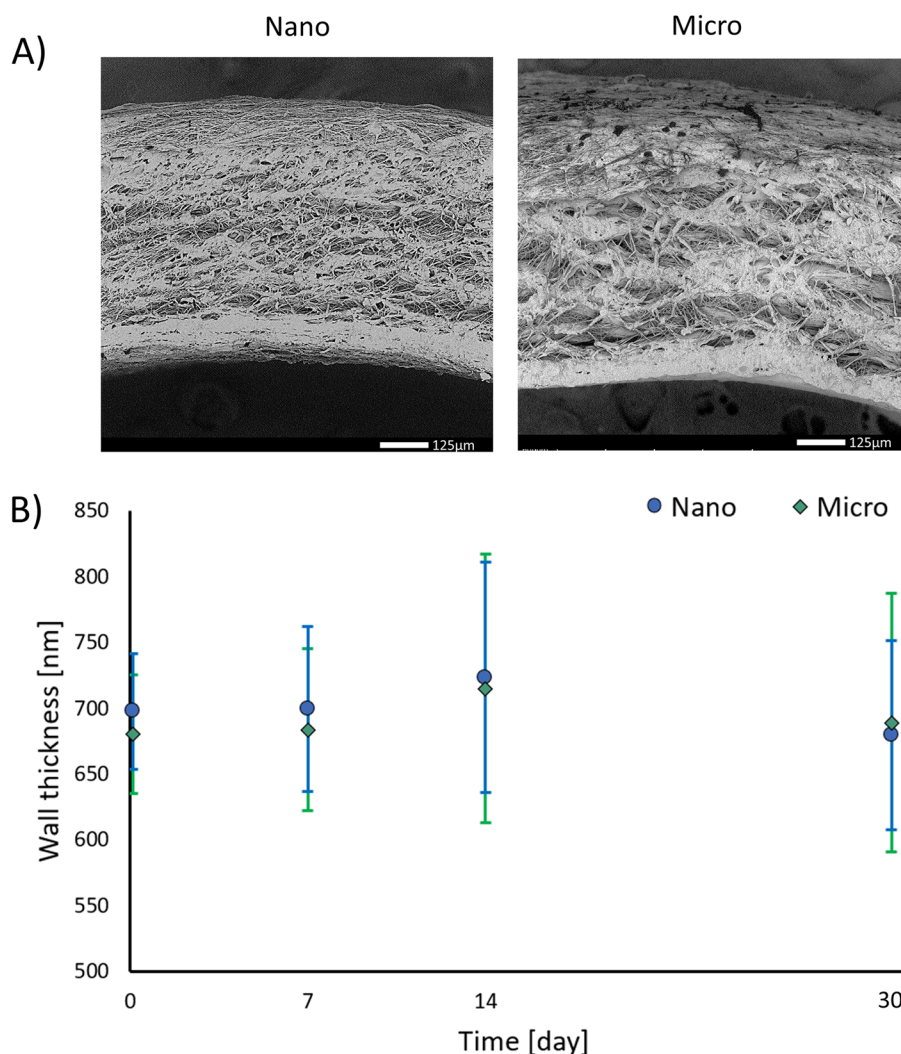 Nano
Micro
A)
125μm
125μm
B)
Nano
Micro
850
800
750
700
650
600
550
500
Wall thickness [nm]
0
7
14
30
Time [day]